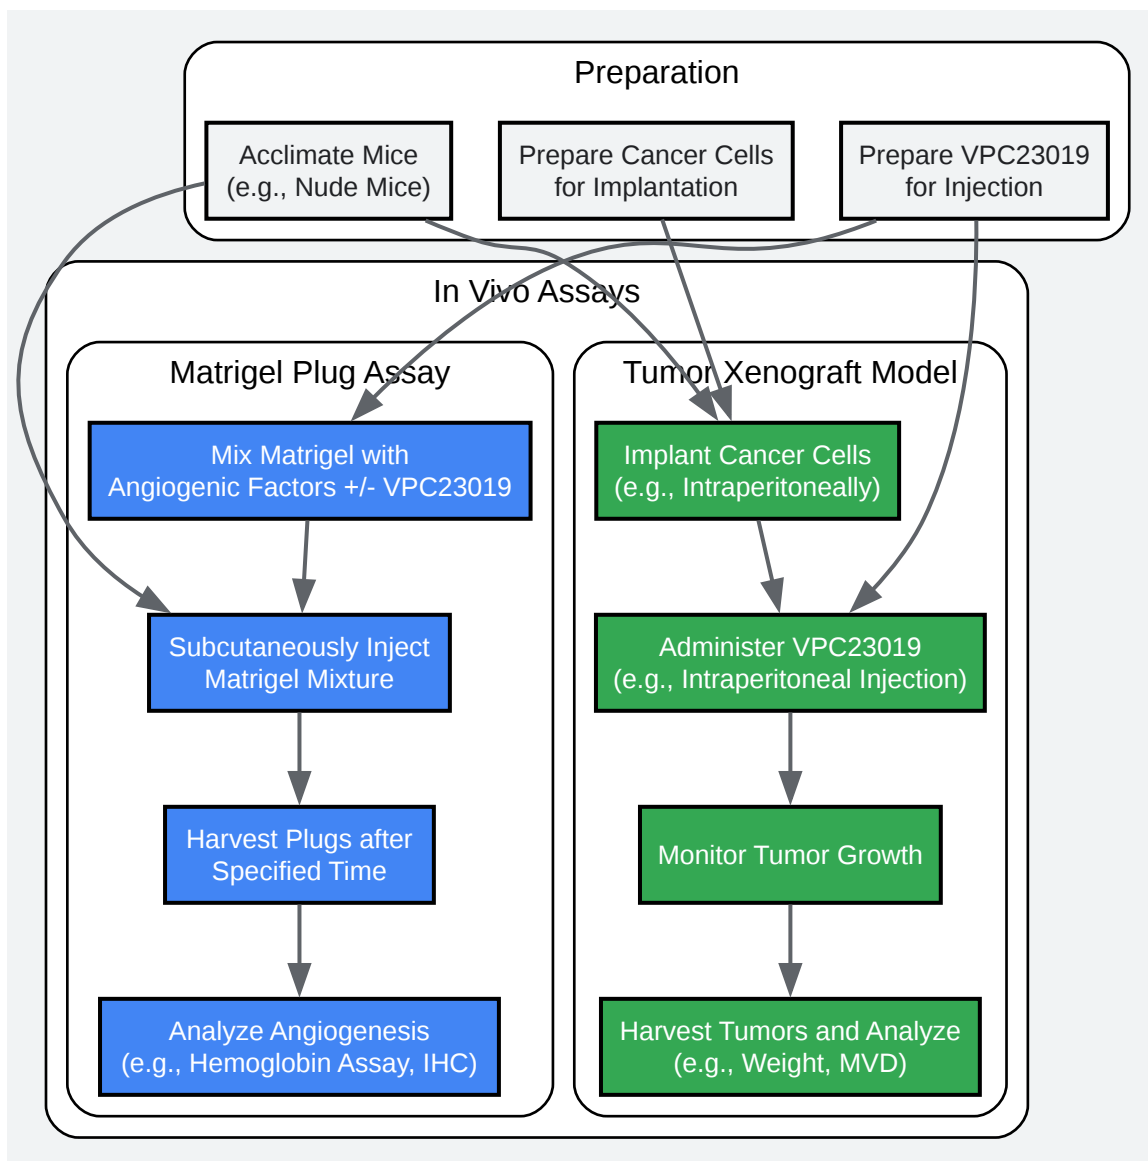 Preparation
Acclimate Mice
(e.g., Nude Mice)
Prepare Cancer Cells
for Implantation
Prepare VPC23019
for Injection
In Vivo Assays
Matrigel Plug Assay
Mix Matrigel with
Angiogenic Factors +/- VPC23019
Subcutaneously Inject
Matrigel Mixture
Harvest Plugs after
Specified Time
Analyze Angiogenesis
(e.g., Hemoglobin Assay, IHC)
Tumor Xenograft Model
Implant Cancer Cells
(e.g., Intraperitoneally)
Administer VPC23019
(e.g., Intraperitoneal Injection)
Monitor Tumor Growth
Harvest Tumors and Analyze
(e.g., Weight, MVD)